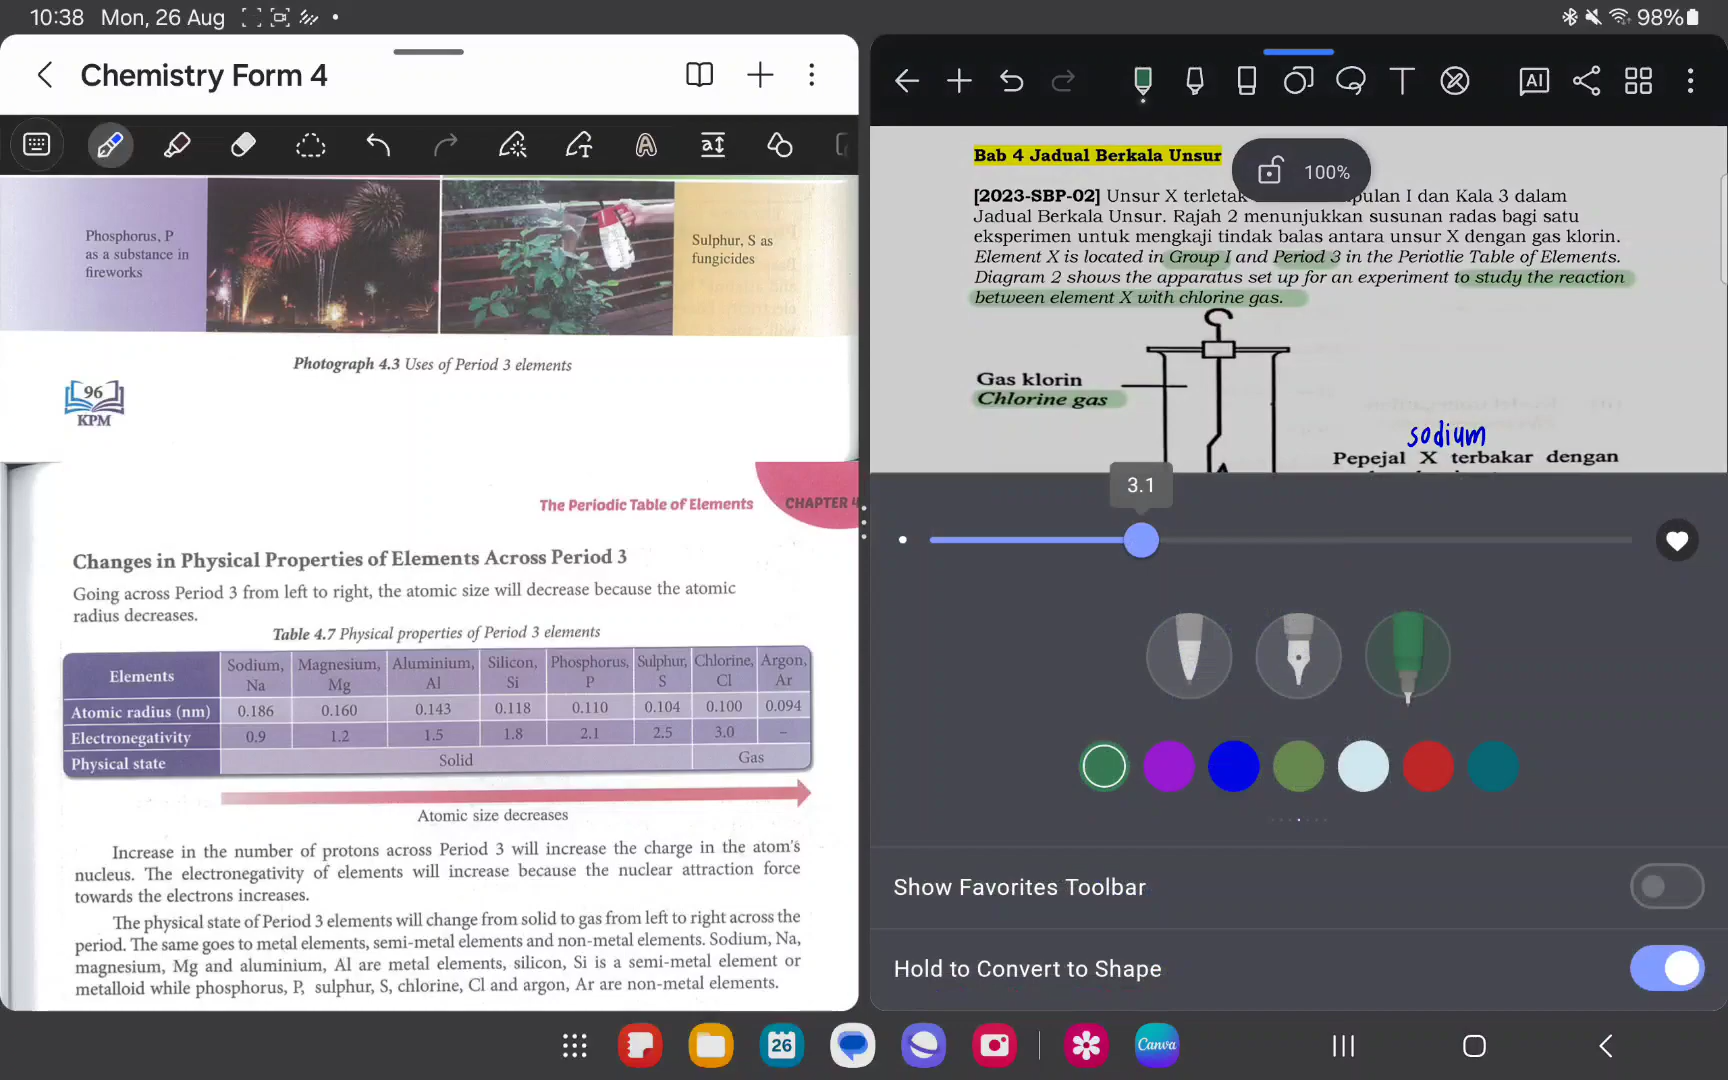 10:38 Mon, 26 Aug
98%
Chemistry Form 4
Phosphorus, P
as a substance in
fireworks
Sulphur, S as
fungicides
Photograph 4.3 Uses of Period 3 elements
96
KPM
The Periodic Table of Elements
CHAPTER 4
Changes in Physical Properties of Elements Across Period 3
Going across Period 3 from left to right, the atomic size will decrease because the atomic
radius decreases.
Table 4.7 Physical properties of Period 3 elements
Elements Sodium, Na Magnesium, Mg Aluminium, Al Silicon, Si Phosphorus, P Sulphur, S Chlorine, Cl Argon, Ar
Atomic radius (nm) 0.186 0.160 0.143 0.118 0.110 0.104 0.100 0.094
Electronegativity 0.9 1.2 1.5 1.8 2.1 2.5 3.0 –
Physical state Solid Gas
Atomic size decreases
Increase in the number of protons across Period 3 will increase the charge in the atom's
nucleus. The electronegativity of elements will increase because the nuclear attraction force
towards the electrons increases.
The physical state of Period 3 elements will change from solid to gas from left to right across the
period. The same goes to metal elements, semi-metal elements and non-metal elements. Sodium, Na,
magnesium, Mg and aluminium, Al are metal elements, silicon, Si is a semi-metal element or
metalloid while phosphorus, P, sulphur, S, chlorine, Cl and argon, Ar are non-metal elements.
AI
Bab 4 Jadual Berkala Unsur
100%
[2023-SBP-02] Unsur X terletak pulan I dan Kala 3 dalam
Jadual Berkala Unsur. Rajah 2 menunjukkan susunan radas bagi satu
eksperimen untuk mengkaji tindak balas antara unsur X dengan gas klorin.
Element X is located in Group I and Period 3 in the Periotlie Table of Elements.
Diagram 2 shows the apparatus set up for an experiment to study the reaction
between element X with chlorine gas.
Gas klorin
Chlorine gas
sodium
Pepejal X terbakar dengan
3.1
Show Favorites Toolbar
Hold to Convert to Shape
26
Canva